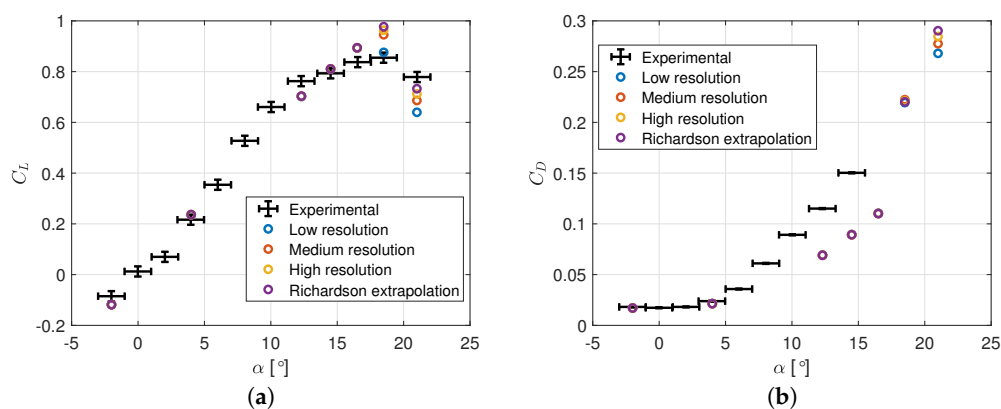 1
0.8
0.6
0.4
0.2
0
-0.2
C_L
-5 0 5 10 15 20 25
α [°]
Experimental
Low resolution
Medium resolution
High resolution
Richardson extrapolation
(a)
0.3
0.25
0.2
0.15
0.1
0.05
0
C_D
-5 0 5 10 15 20 25
α [°]
Experimental
Low resolution
Medium resolution
High resolution
Richardson extrapolation
(b)